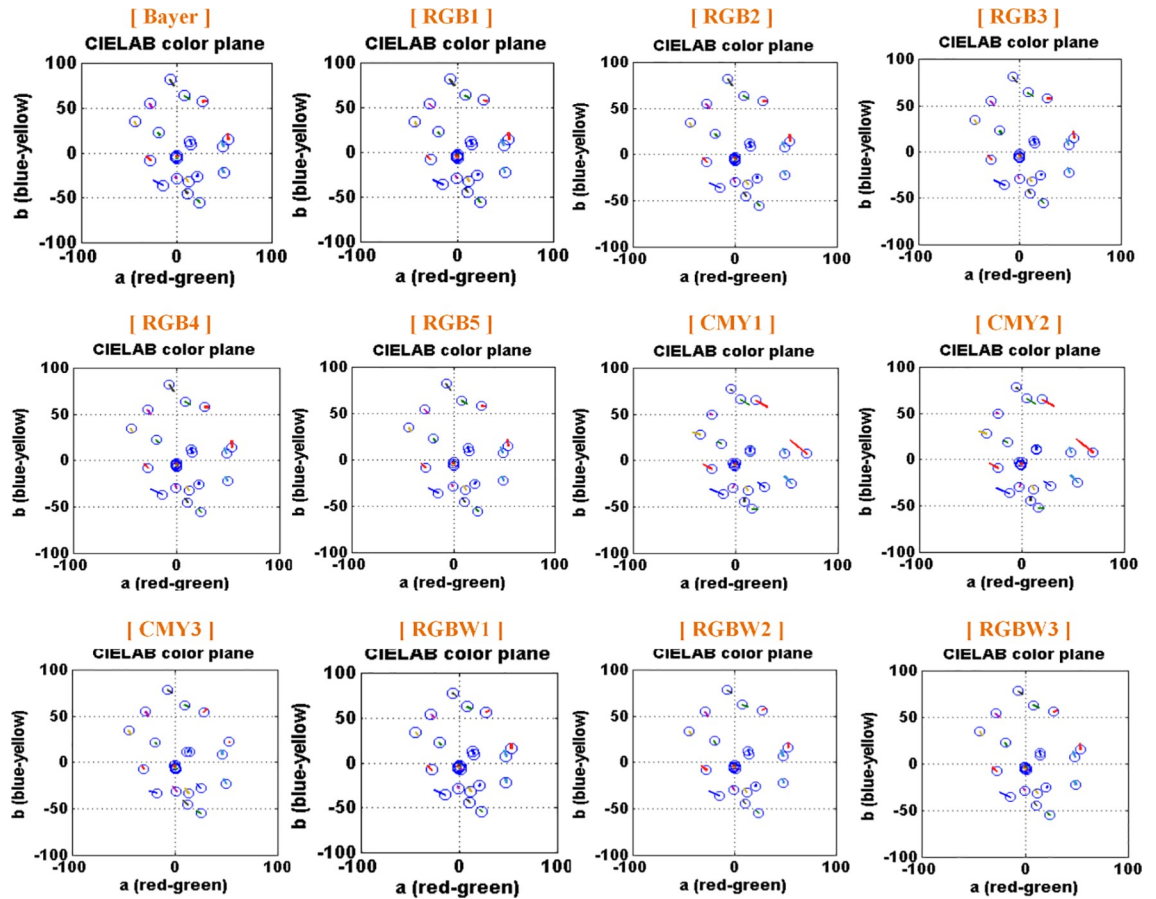 [ Bayer ] [ RGB1 ] [ RGB2 ] [ RGB3 ]
CIELAB color plane CIELAB color plane CIELAB color plane CIELAB color plane
100 100 100 100
50 50 50 50
0 0 0 0
-50 -50 -50 -50
-100 -100 -100 -100
b (blue-yellow) b (blue-yellow) b (blue-yellow) b (blue-yellow)
-100 0 100 -100 0 100 -100 0 100 -100 0 100
a (red-green) a (red-green) a (red-green) a (red-green)
[ RGB4 ] [ RGB5 ] [ CMY1 ] [ CMY2 ]
CIELAB color plane CIELAB color plane CIELAB color plane CIELAB color plane
100 100 100 100
50 50 50 50
0 0 0 0
-50 -50 -50 -50
-100 -100 -100 -100
b (blue-yellow) b (blue-yellow) b (blue-yellow) b (blue-yellow)
-100 0 100 -100 0 100 -100 0 100 -100 0 100
a (red-green) a (red-green) a (red-green) a (red-green)
[ CMY3 ] [ RGBW1 ] [ RGBW2 ] [ RGBW3 ]
CIELAB color plane CIELAB color plane CIELAB color plane CIELAB color plane
100 100 100 100
50 50 50 50
0 0 0 0
-50 -50 -50 -50
-100 -100 -100 -100
b (blue-yellow) b (blue-yellow) b (blue-yellow) b (blue-yellow)
-100 0 100 -100 0 100 -100 0 100 -100 0 100
a (red-green) a (red-green) a (red-green) a (red-green)